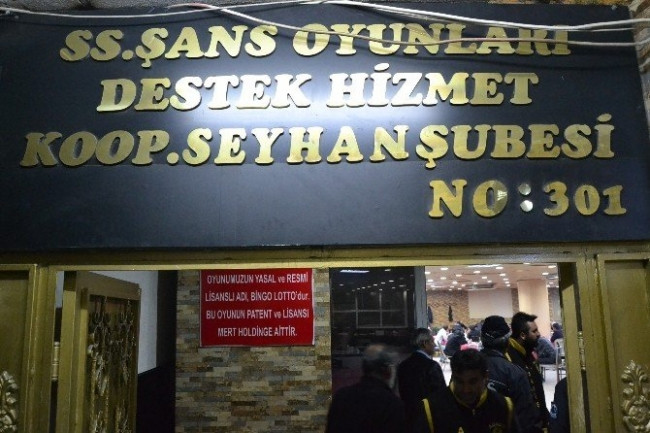 SS.ŞANS OYUNLARI
DESTEK HİZMET
KOOP.SEYHAN ŞUBESİ
NO:301
OYUNUMUZUN YASAL ve RESMİ
LİSANSLI ADI, BİNGO LOTTO'dur.
BU OYUNUN PATENT ve LİSANSI
MERT HOLDİNGE AİTTİR.